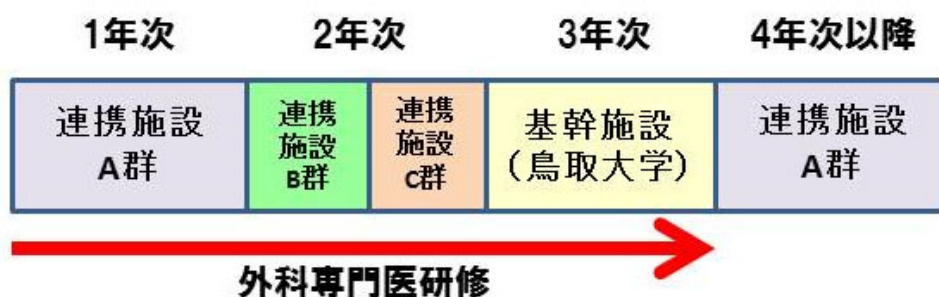 1年次 2年次 3年次 4年次以降
連携施設
A群
連携
施設
B群
連携
施設
C群
基幹施設
(鳥取大学)
連携施設
A群
外科専門医研修